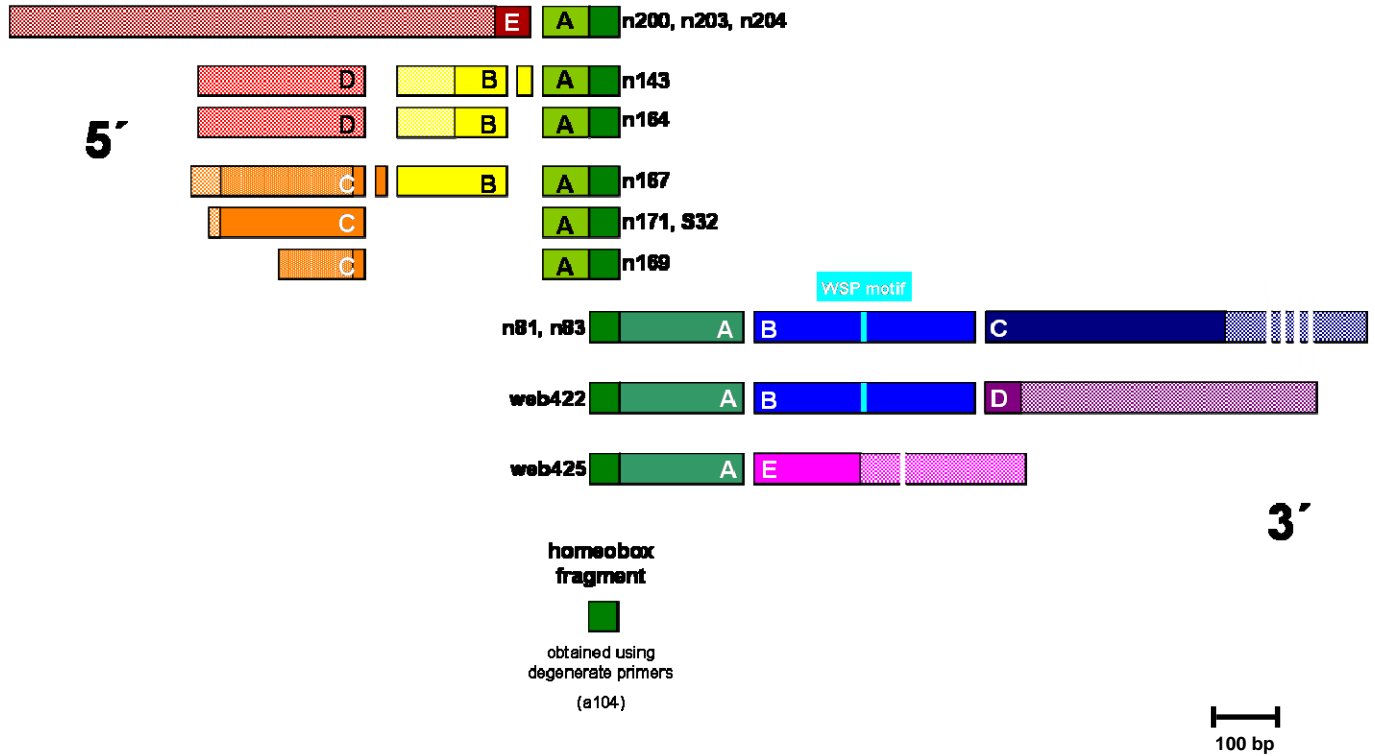 E A n200, n203, n204
D B A n143
5´
D B A n164
C B A n167
C A n171, S32
C A n169
WSP motif
n81, n83 A B C
web422 A B D
web425 A E
3´
homeobox
fragment
obtained using
degenerate primers
(a104)
100 bp